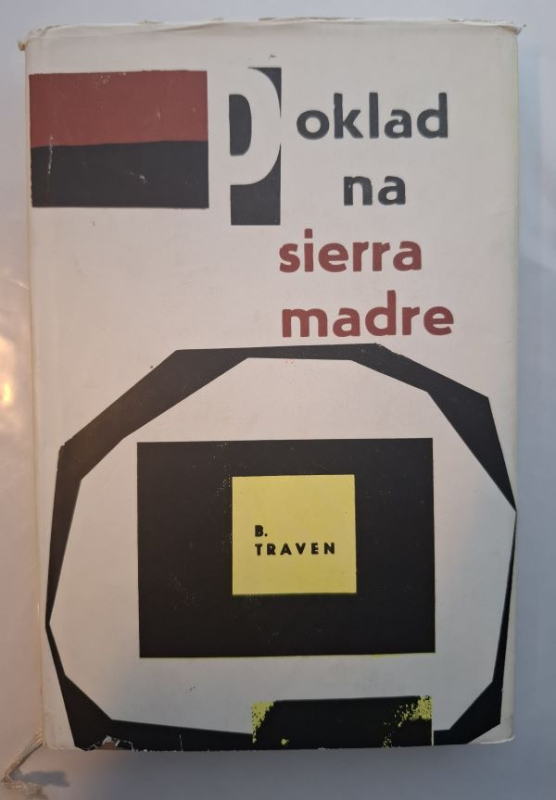 poklad
na
sierra
madre
B.
TRAVEN